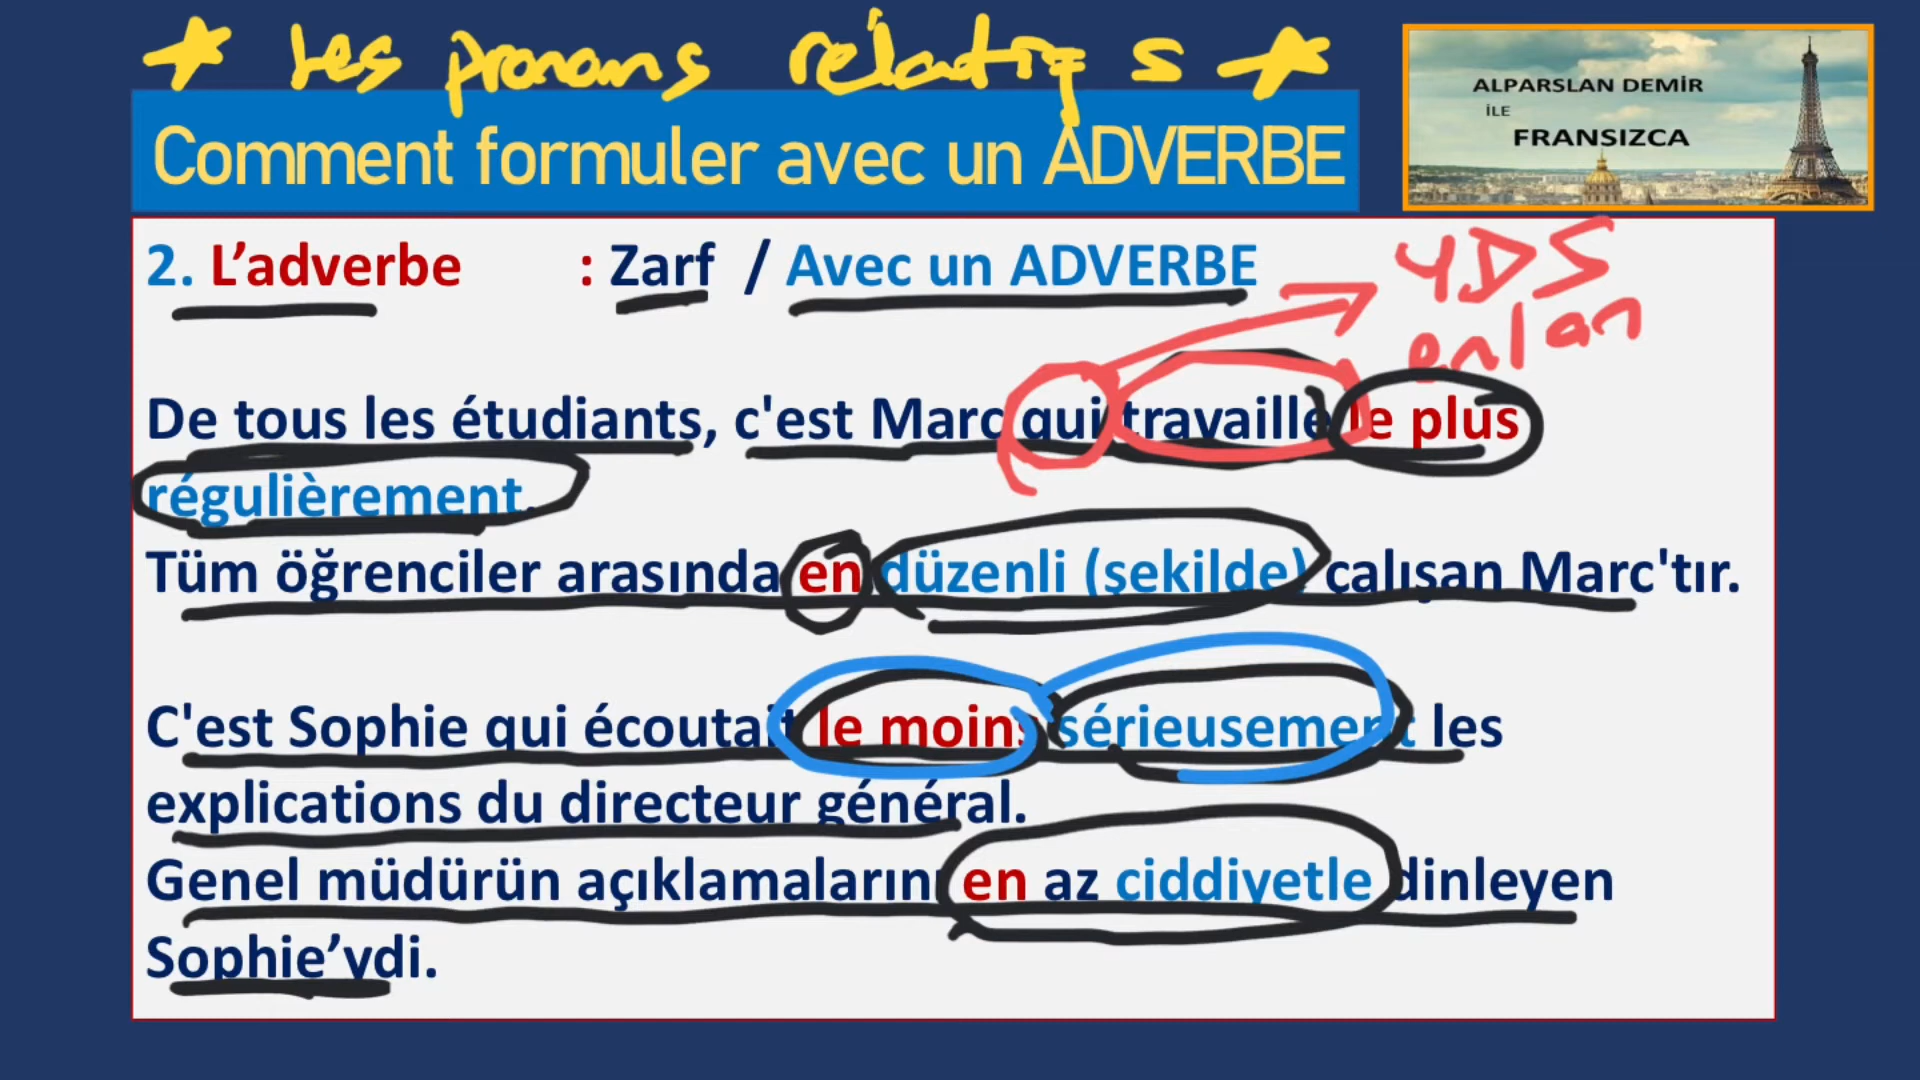 Les pronoms relatifs
ALPARSLAN DEMİR
İLE
FRANSIZCA
Comment formuler avec un ADVERBE
2. L’adverbe : Zarf / Avec un ADVERBE
YDS
en lan
De tous les étudiants, c'est Marc qui travaille le plus
régulièrement.
Tüm öğrenciler arasında en düzenli (şekilde) çalışan Marc'tır.
C'est Sophie qui écoutait le moins sérieusement les
explications du directeur général.
Genel müdürün açıklamalarını en az ciddiyetle dinleyen
Sophie’ydi.